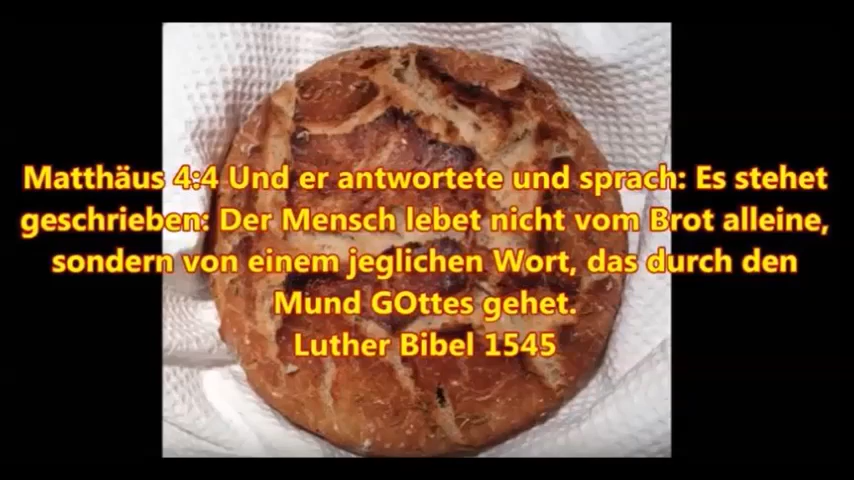 Matthäus 4:4 Und er antwortete und sprach: Es stehet
geschrieben: Der Mensch lebet nicht vom Brot alleine,
sondern von einem jeglichen Wort, das durch den
Mund GOttes gehet.
Luther Bibel 1545